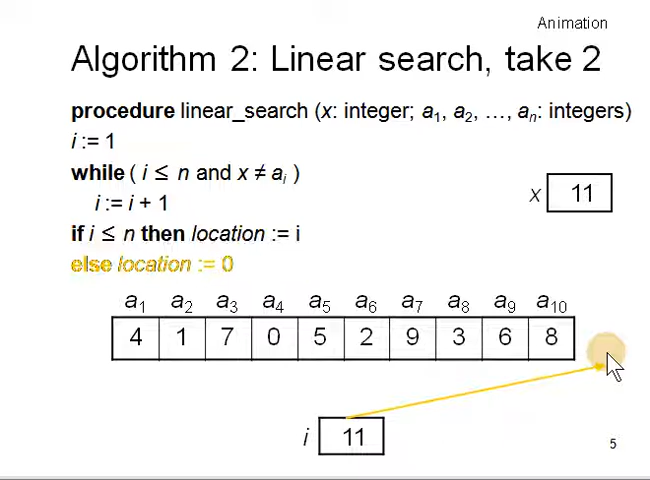 Animation
Algorithm 2: Linear search, take 2
procedure linear_search (x: integer; a₁, a₂, …, aₙ: integers)
i := 1
while ( i ≤ n and x ≠ aᵢ )
i := i + 1
x 11
if i ≤ n then location := i
else location := 0
a₁ a₂ a₃ a₄ a₅ a₆ a₇ a₈ a₉ a₁₀
4 1 7 0 5 2 9 3 6 8
i 11
5